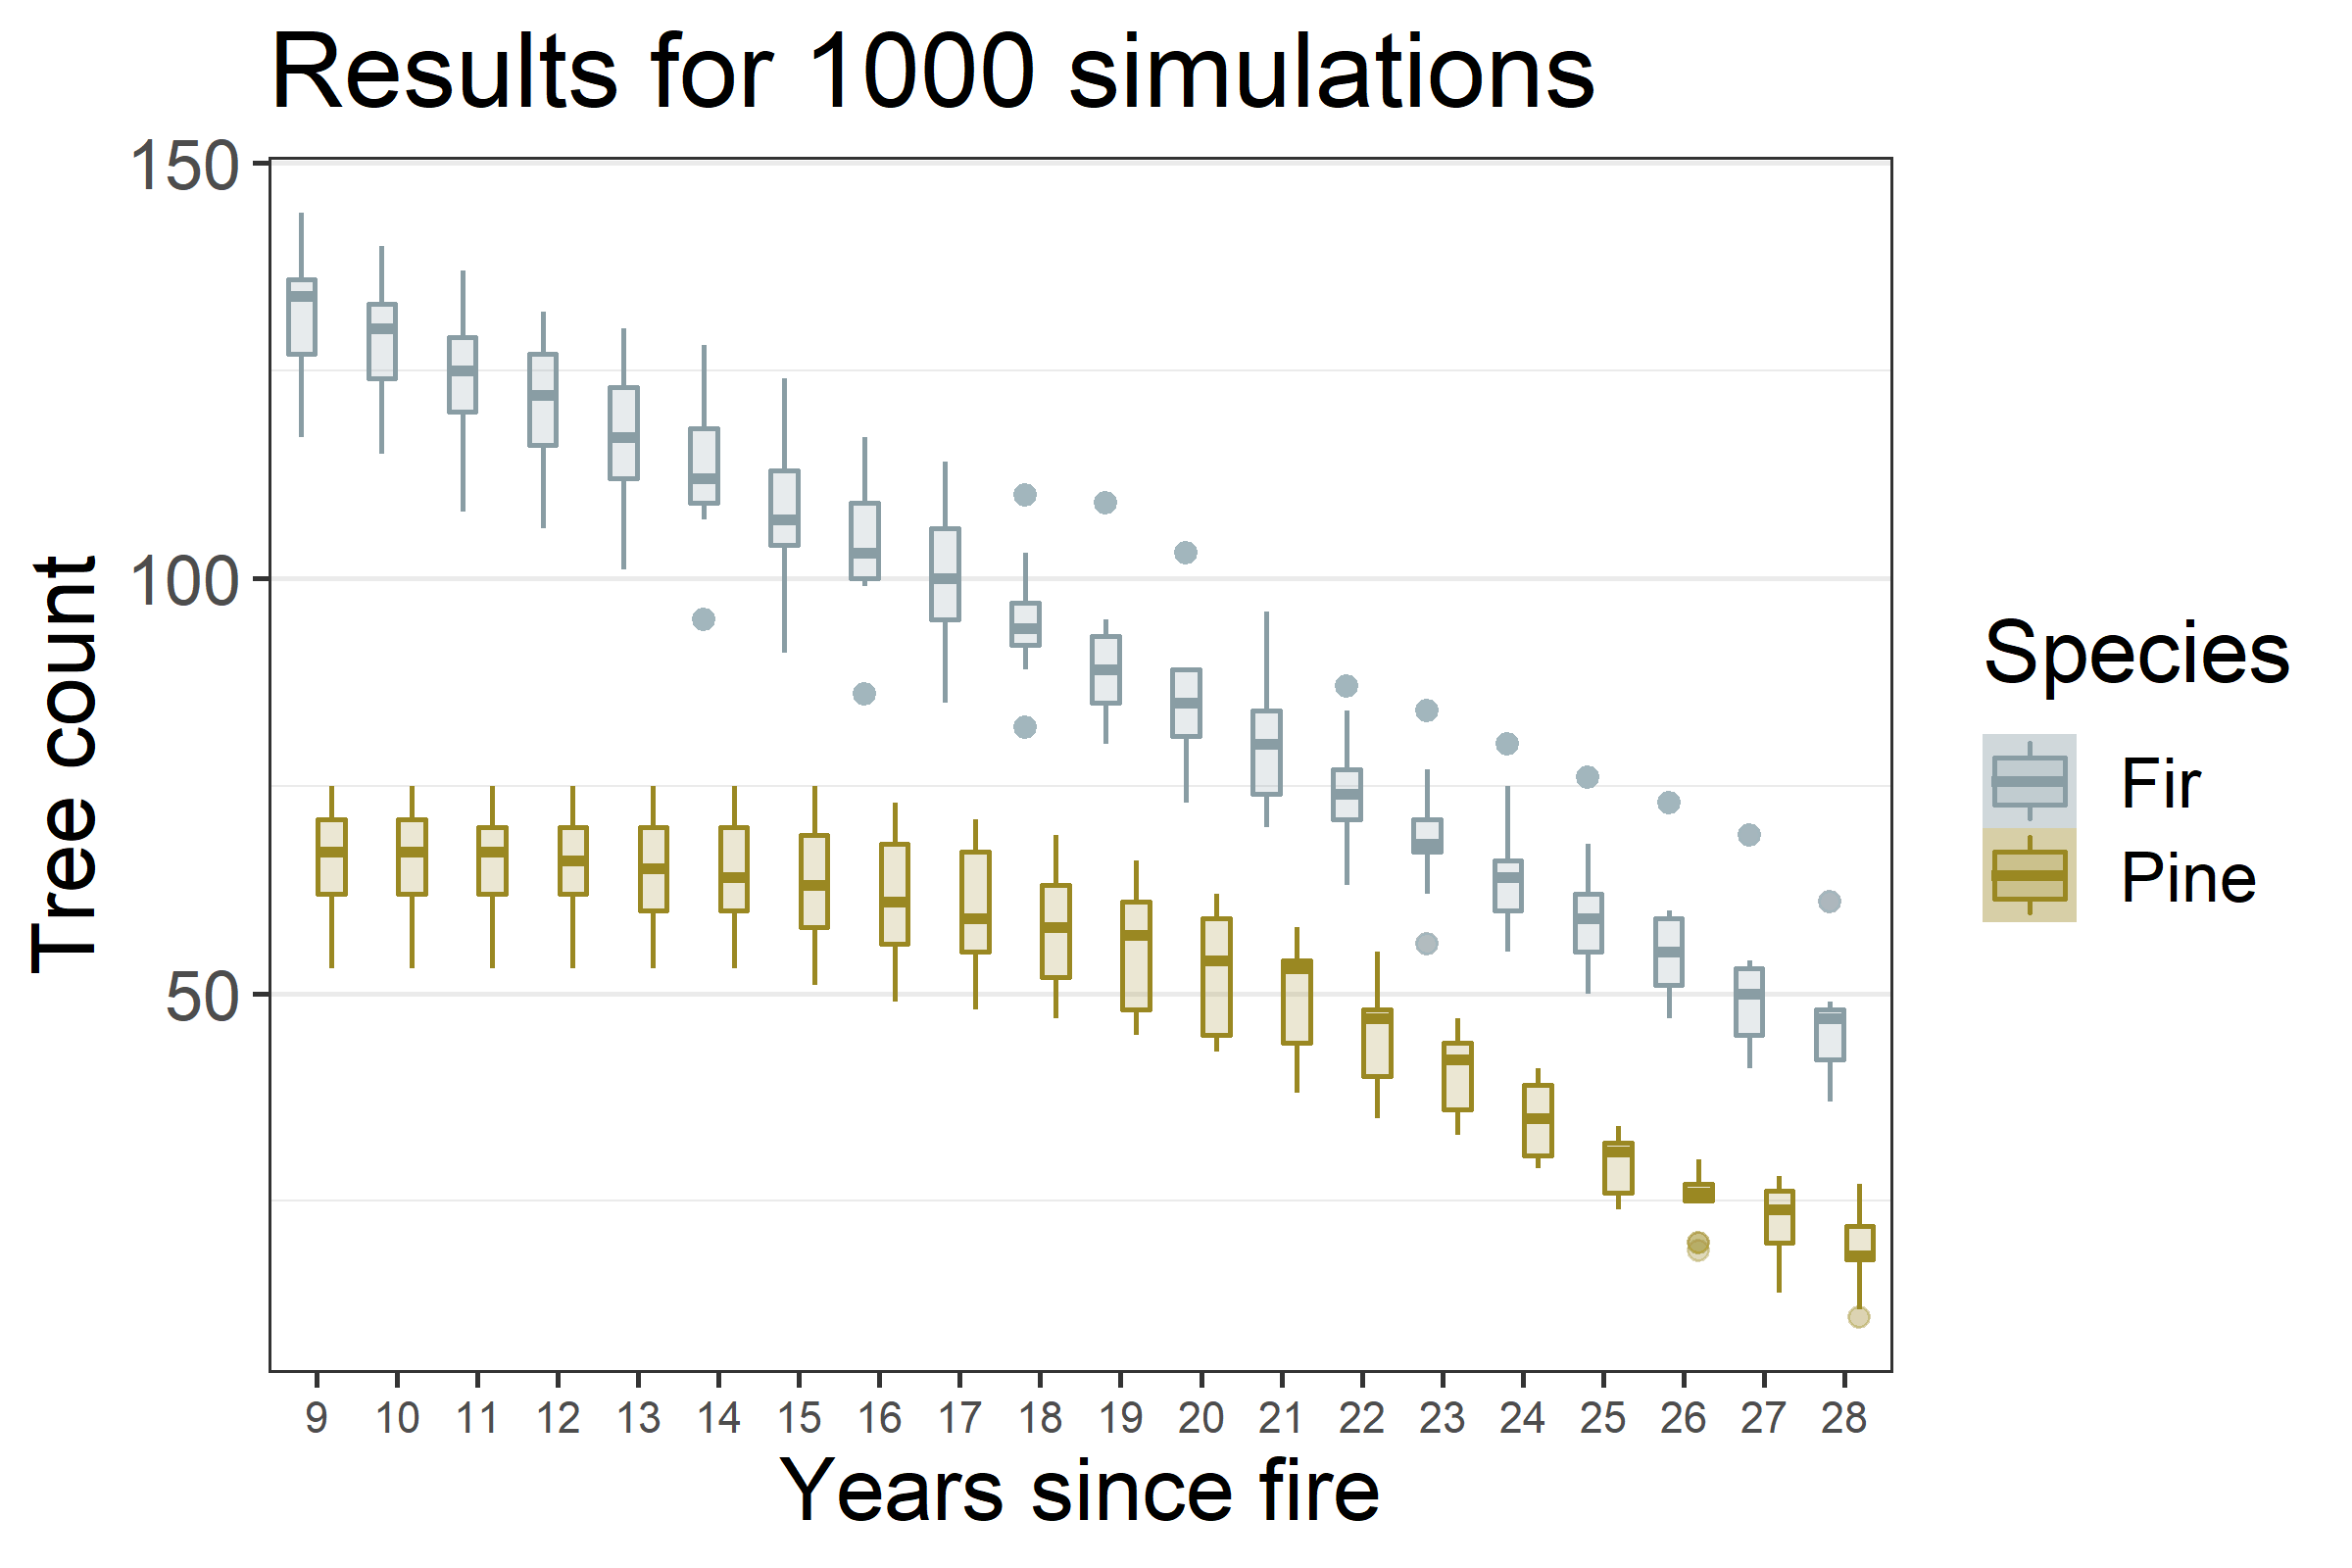 Results for 1000 simulations
150
100
50
Tree count
9 10 11 12 13 14 15 16 17 18 19 20 21 22 23 24 25 26 27 28
Years since fire
Species
Fir
Pine